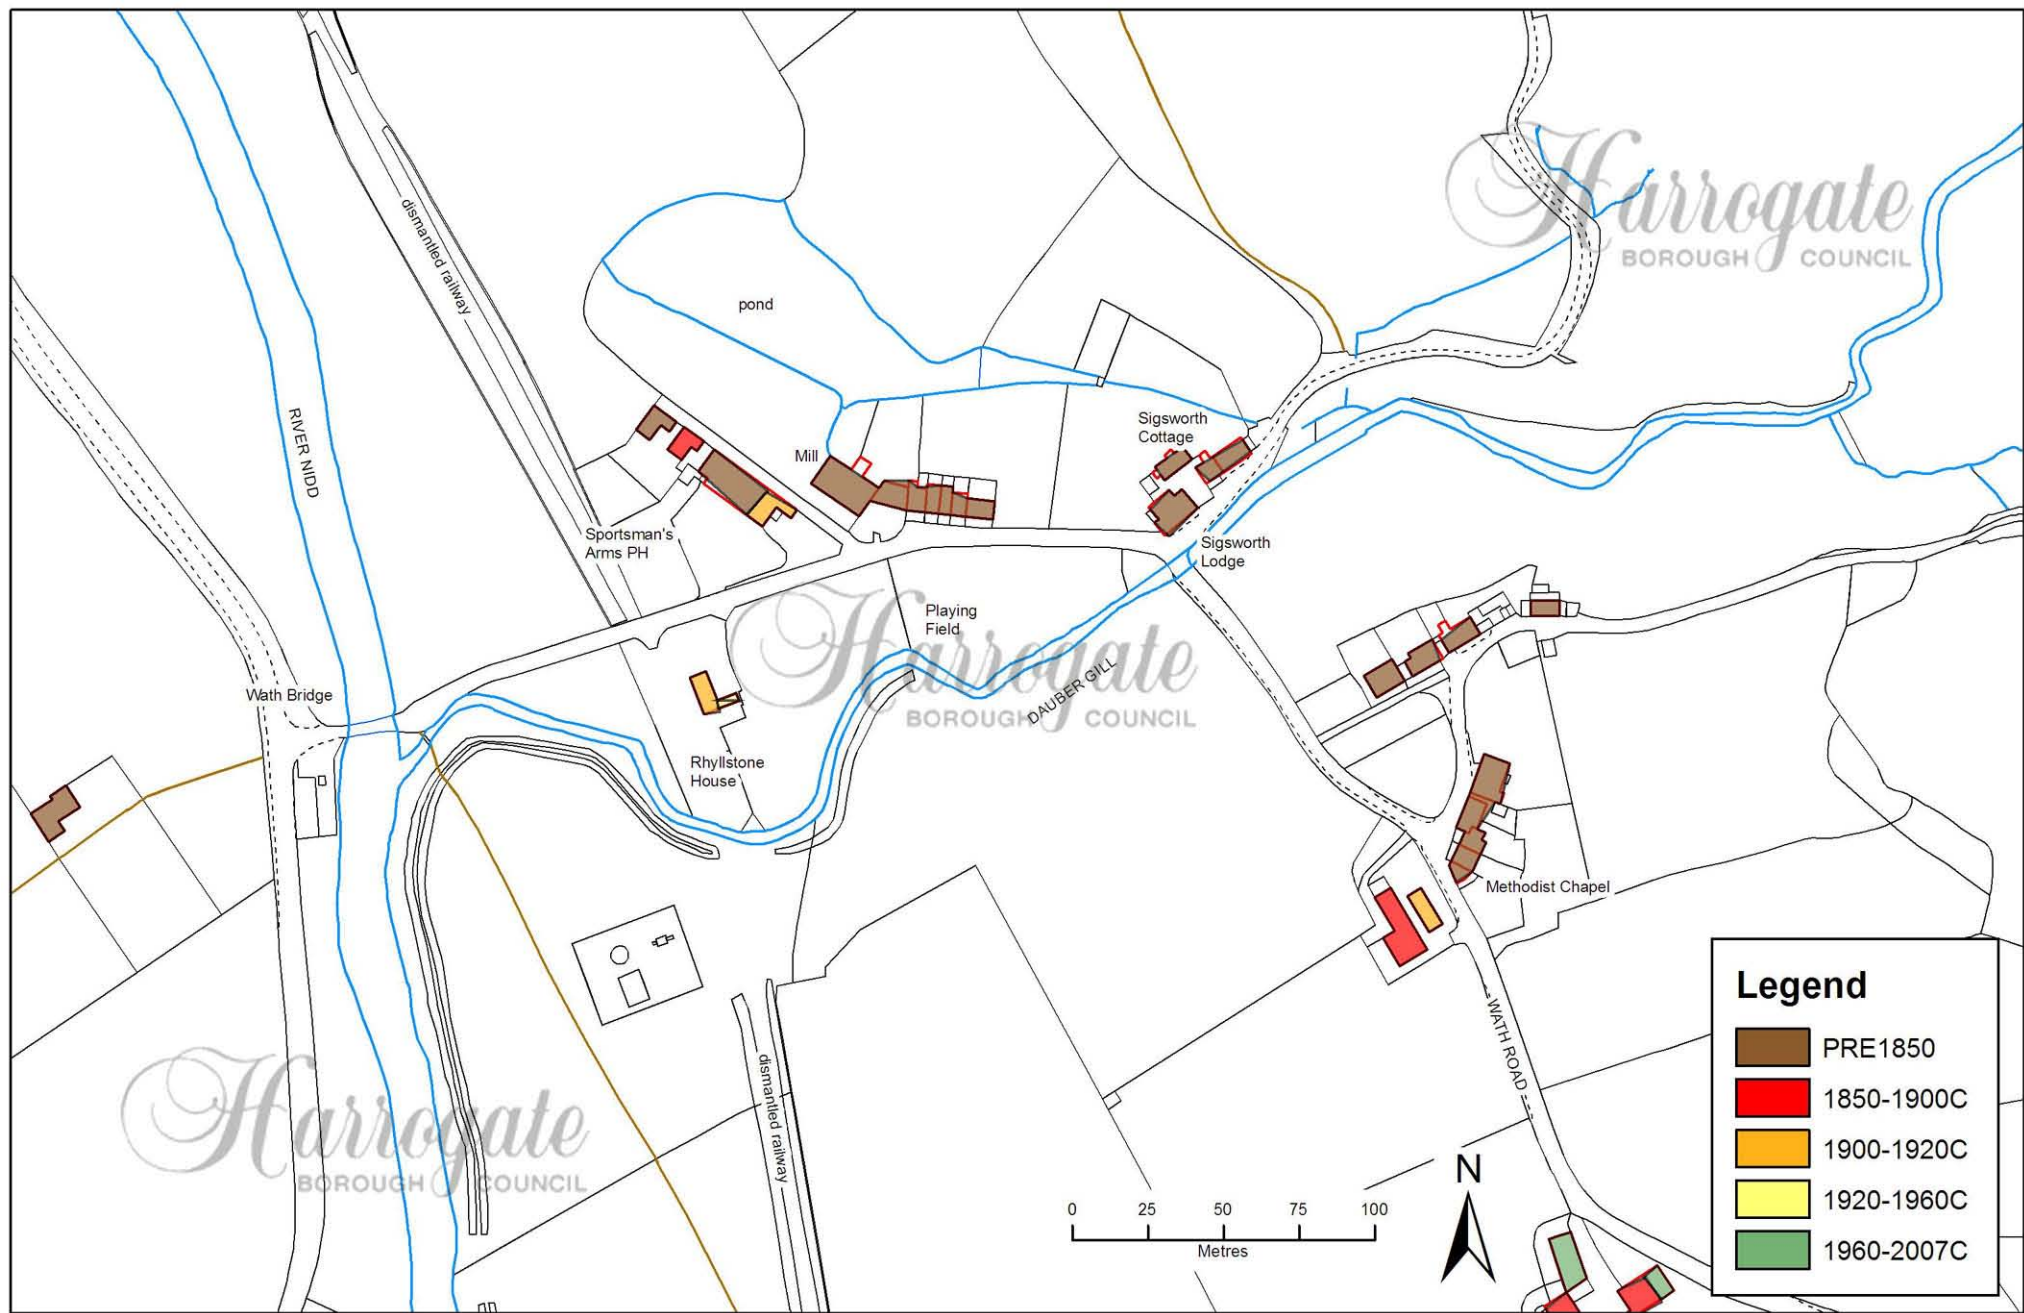 Harrogate
BOROUGH COUNCIL
dismantled railway
pond
RIVER NIDD
Sigsworth
Cottage
Mill
Sportsman's
Arms PH
Sigsworth
Lodge
Playing
Field
Harrogate
BOROUGH COUNCIL
DAUBER GILL
Wath Bridge
Rhyllstone
House
Methodist Chapel
WATH ROAD
dismantled railway
Harrogate
BOROUGH COUNCIL
N
0 25 50 75 100
Metres
Legend
PRE1850
1850-1900C
1900-1920C
1920-1960C
1960-2007C